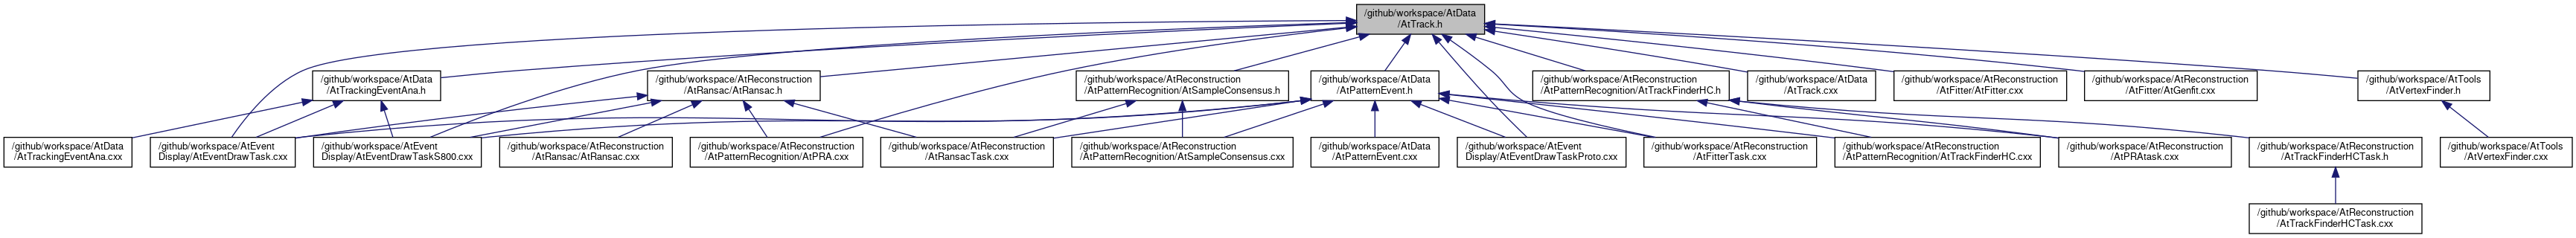 /github/workspace/AtData
/AtTrack.h
/github/workspace/AtData
/AtTrackingEventAna.h
/github/workspace/AtReconstruction
/AtRansac/AtRansac.h
/github/workspace/AtReconstruction
/AtPatternRecognition/AtSampleConsensus.h
/github/workspace/AtData
/AtPatternEvent.h
/github/workspace/AtReconstruction
/AtPatternRecognition/AtTrackFinderHC.h
/github/workspace/AtData
/AtTrack.cxx
/github/workspace/AtReconstruction
/AtFitter/AtFitter.cxx
/github/workspace/AtReconstruction
/AtFitter/AtGenfit.cxx
/github/workspace/AtTools
/AtVertexFinder.h
/github/workspace/AtData
/AtTrackingEventAna.cxx
/github/workspace/AtEvent
Display/AtEventDrawTask.cxx
/github/workspace/AtEvent
Display/AtEventDrawTaskS800.cxx
/github/workspace/AtReconstruction
/AtRansac/AtRansac.cxx
/github/workspace/AtReconstruction
/AtPatternRecognition/AtPRA.cxx
/github/workspace/AtReconstruction
/AtRansacTask.cxx
/github/workspace/AtReconstruction
/AtPatternRecognition/AtSampleConsensus.cxx
/github/workspace/AtData
/AtPatternEvent.cxx
/github/workspace/AtEvent
Display/AtEventDrawTaskProto.cxx
/github/workspace/AtReconstruction
/AtFitterTask.cxx
/github/workspace/AtReconstruction
/AtPatternRecognition/AtTrackFinderHC.cxx
/github/workspace/AtReconstruction
/AtPRAtask.cxx
/github/workspace/AtReconstruction
/AtTrackFinderHCTask.h
/github/workspace/AtTools
/AtVertexFinder.cxx
/github/workspace/AtReconstruction
/AtTrackFinderHCTask.cxx